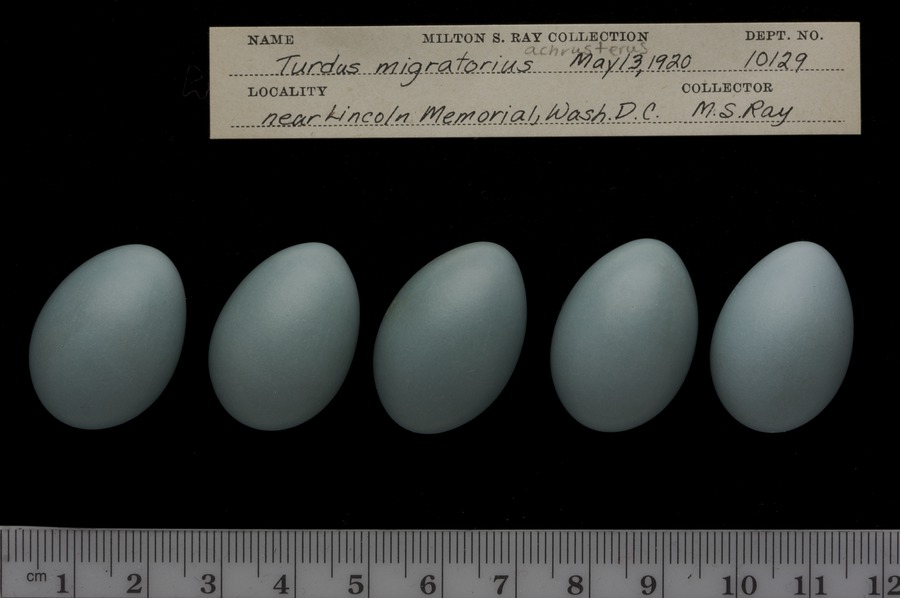 NAME MILTON S. RAY COLLECTION DEPT. NO.
achrusterus
Turdus migratorius May 13, 1920 10129
LOCALITY COLLECTOR
near Lincoln Memorial, Wash. D.C. M.S. Ray
cm 1 2 3 4 5 6 7 8 9 10 11 12